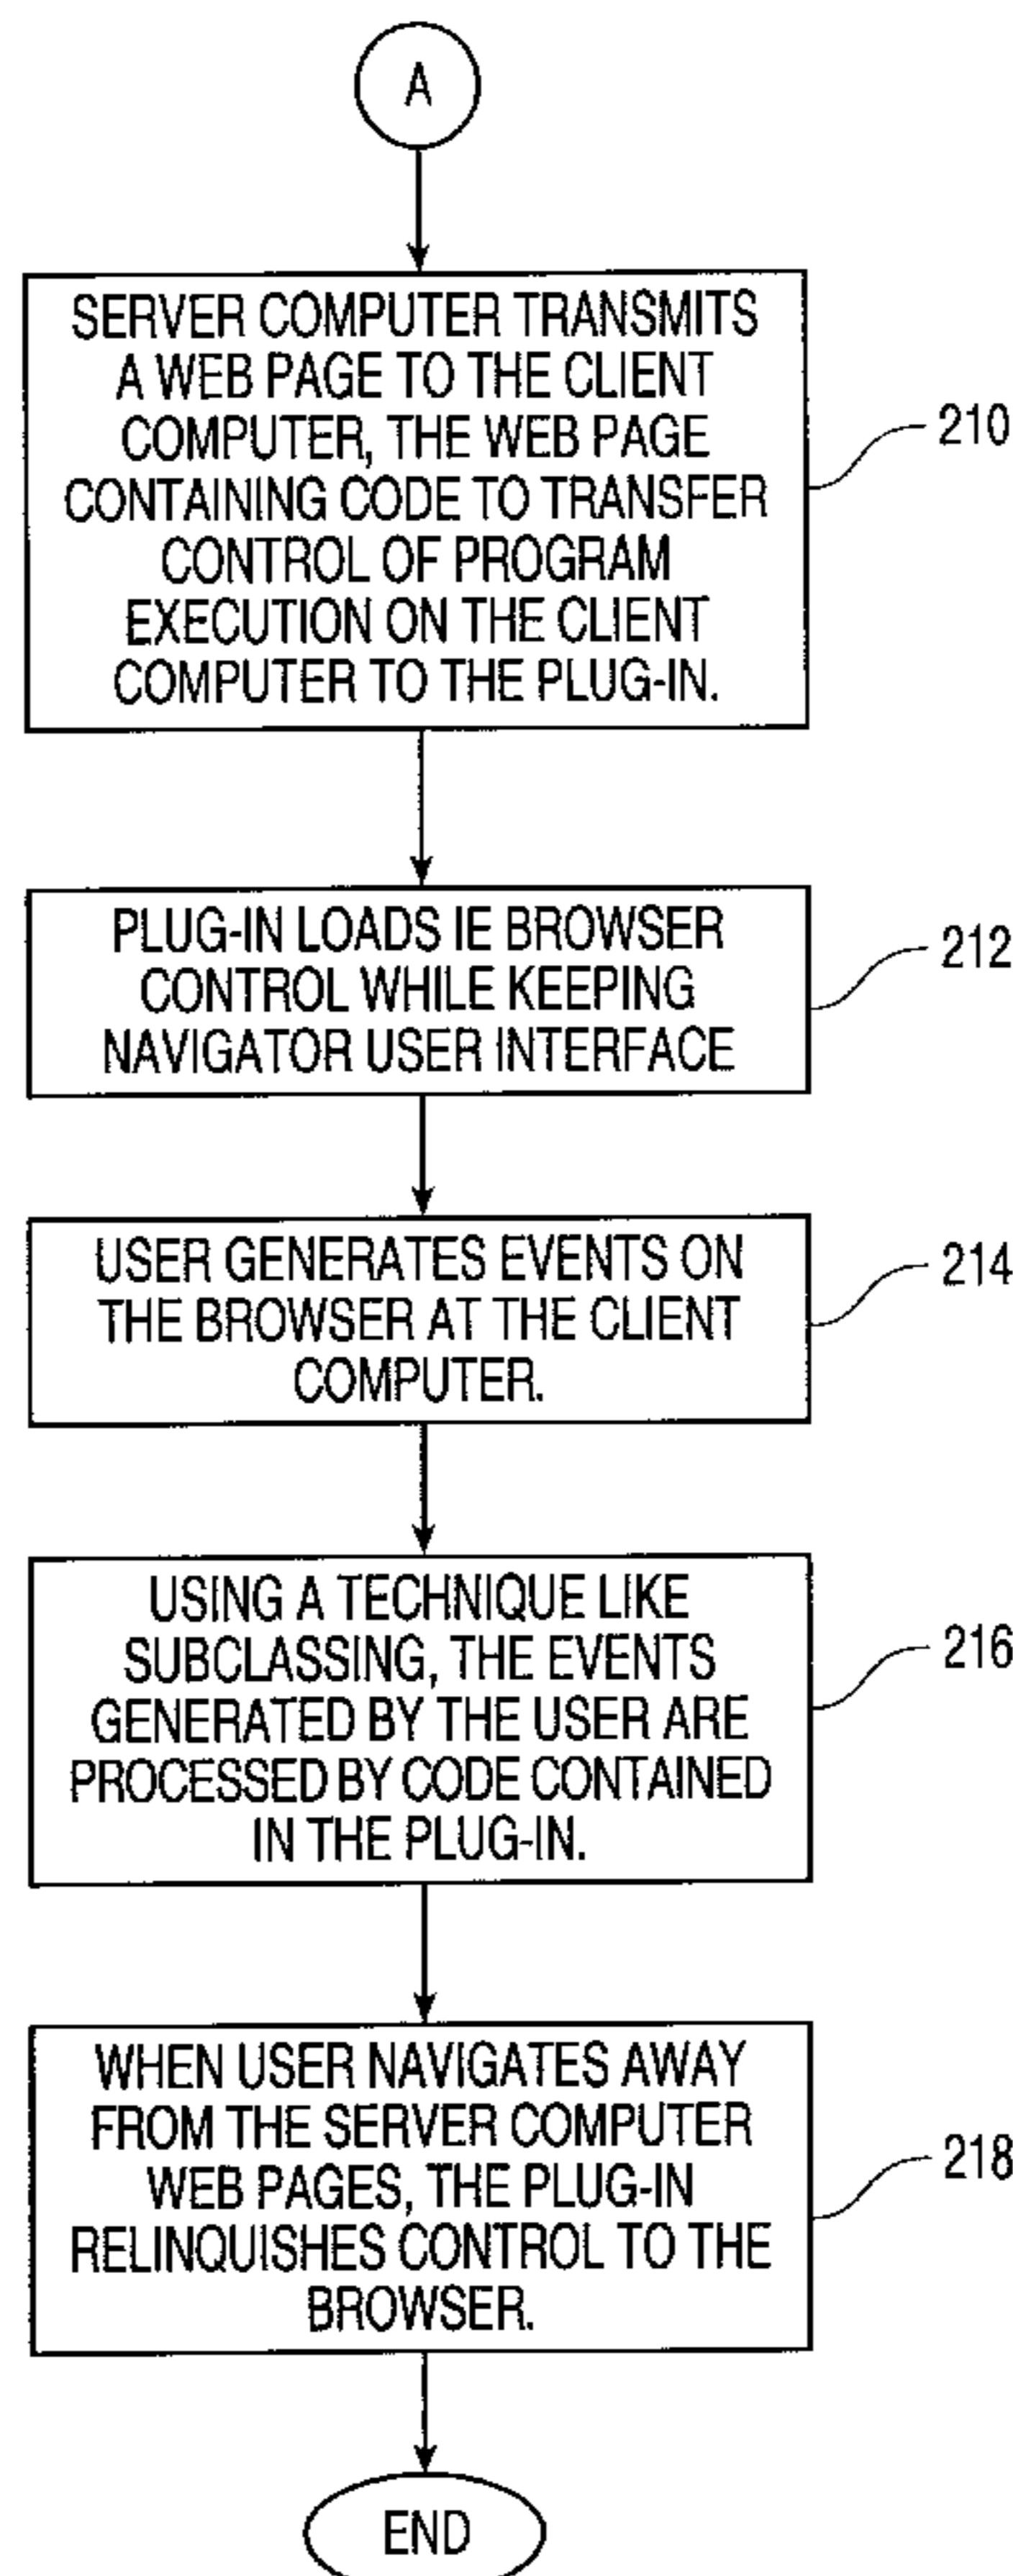 A
SERVER COMPUTER TRANSMITS
A WEB PAGE TO THE CLIENT
COMPUTER, THE WEB PAGE
CONTAINING CODE TO TRANSFER
CONTROL OF PROGRAM
EXECUTION ON THE CLIENT
COMPUTER TO THE PLUG-IN.
210
PLUG-IN LOADS IE BROWSER
CONTROL WHILE KEEPING
NAVIGATOR USER INTERFACE
212
USER GENERATES EVENTS ON
THE BROWSER AT THE CLIENT
COMPUTER.
214
USING A TECHNIQUE LIKE
SUBCLASSING, THE EVENTS
GENERATED BY THE USER ARE
PROCESSED BY CODE CONTAINED
IN THE PLUG-IN.
216
WHEN USER NAVIGATES AWAY
FROM THE SERVER COMPUTER
WEB PAGES, THE PLUG-IN
RELINQUISHES CONTROL TO THE
BROWSER.
218
END